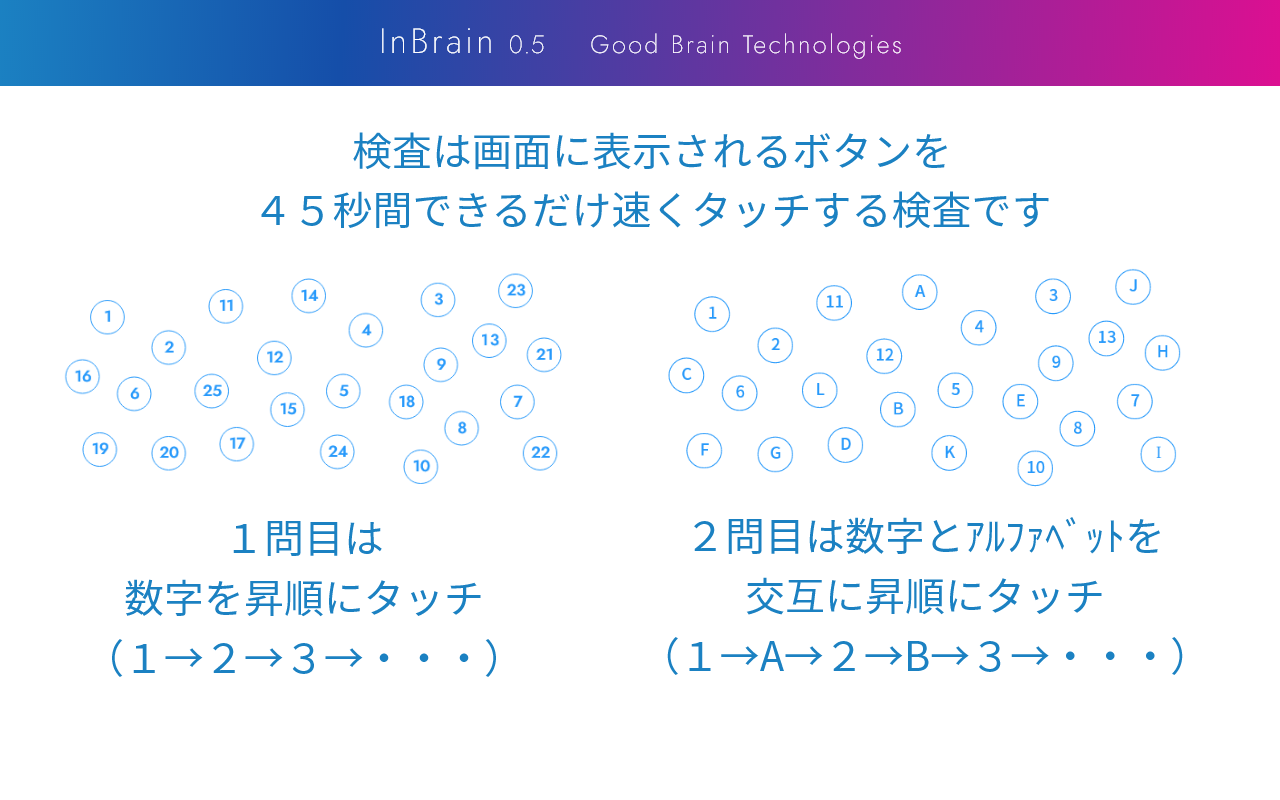 InBrain 0.5 Good Brain Technologies
検査は画面に表示されるボタンを
４５秒間できるだけ速くタッチする検査です
23
14
3
11
1
4
13
2
21
12
9
16
6
25
5
18
7
15
8
17
19
20
24
22
10
J
A
3
11
1
4
13
2
H
12
9
C
6
L
5
E
7
B
8
D
F
G
K
I
10
１問目は
数字を昇順にタッチ
（１→２→３→・・・）
２問目は数字とｱﾙﾌｧﾍﾞｯﾄを
交互に昇順にタッチ
（１→A→２→B→３→・・・）